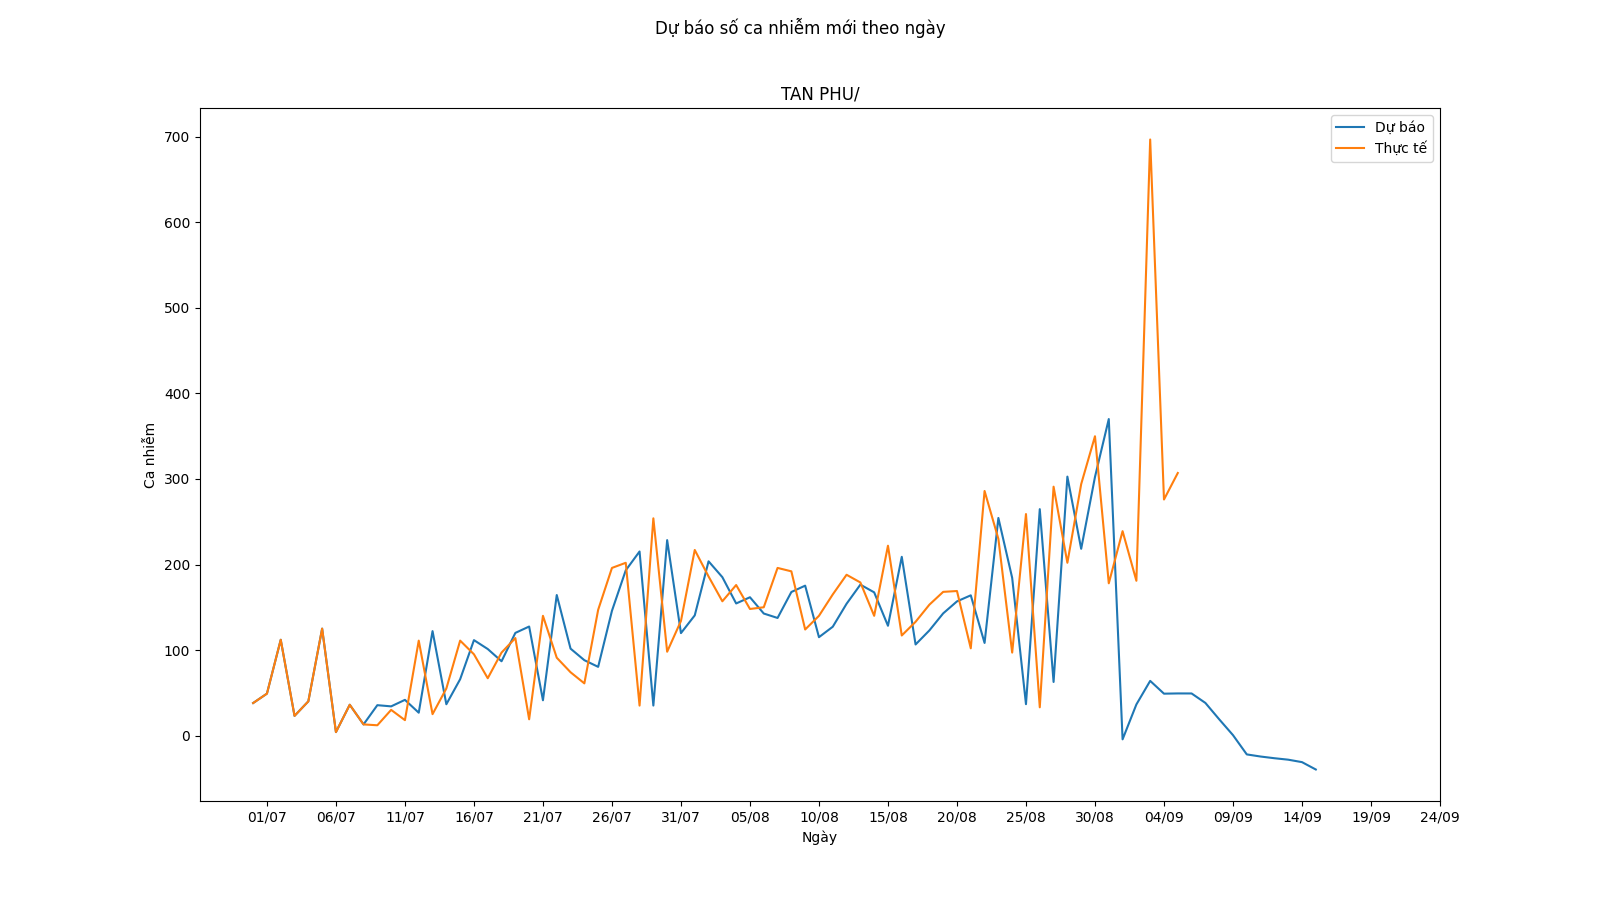 Dự báo số ca nhiễm mới theo ngày
TAN PHU/
Dự báo
Thực tế
700
600
500
400
300
200
100
0
Ca nhiễm
01/07 06/07 11/07 16/07 21/07 26/07 31/07 05/08 10/08 15/08 20/08 25/08 30/08 04/09 09/09 14/09 19/09 24/09
Ngày